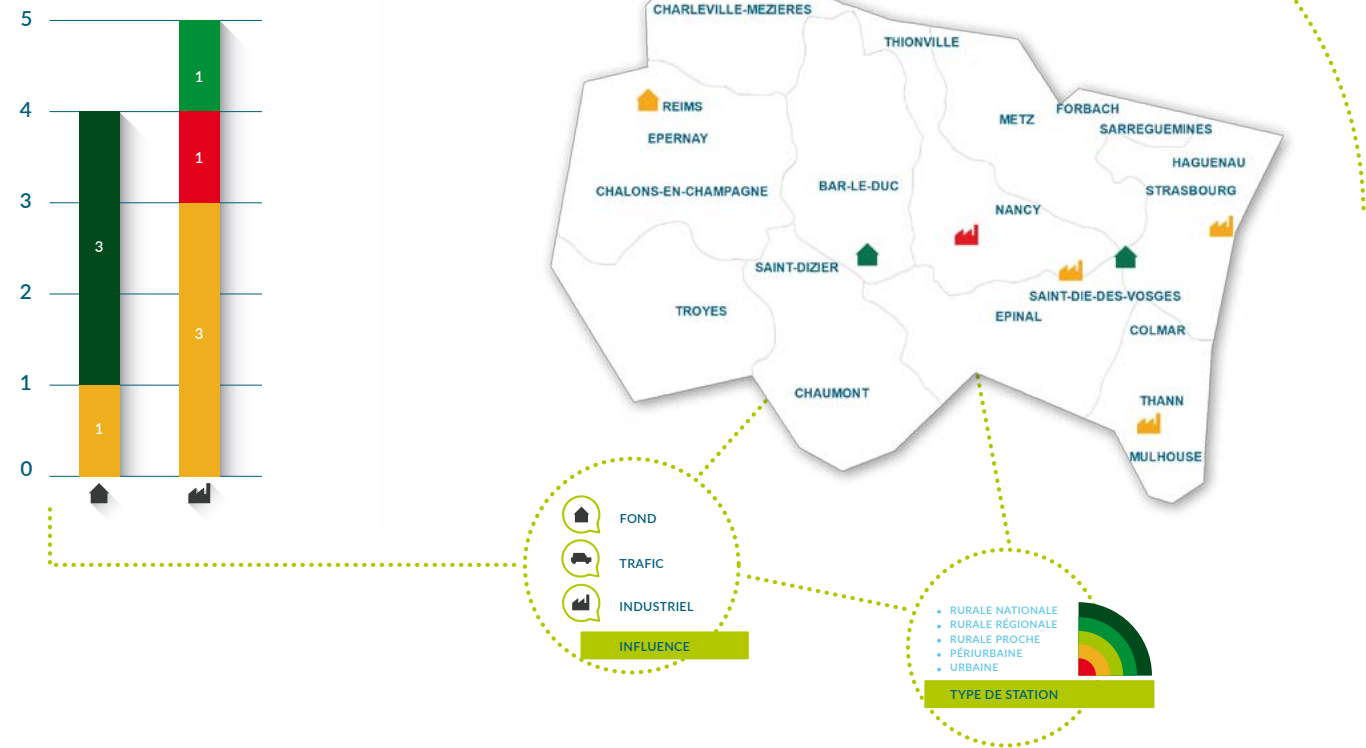 5
4
3
2
1
0
3
1
1
1
3
CHARLEVILLE-MEZIERES
THIONVILLE
REIMS
EPERNAY
METZ
FORBACH
SARREGUEMINES
HAGUENAU
CHALONS-EN-CHAMPAGNE
BAR-LE-DUC
STRASBOURG
NANCY
SAINT-DIZIER
SAINT-DIE-DES-VOSGES
TROYES
EPINAL
COLMAR
CHAUMONT
THANN
MULHOUSE
FOND
TRAFIC
INDUSTRIEL
INFLUENCE
• RURALE NATIONALE
• RURALE RÉGIONALE
• RURALE PROCHE
• PÉRIURBAINE
• URBAINE
TYPE DE STATION